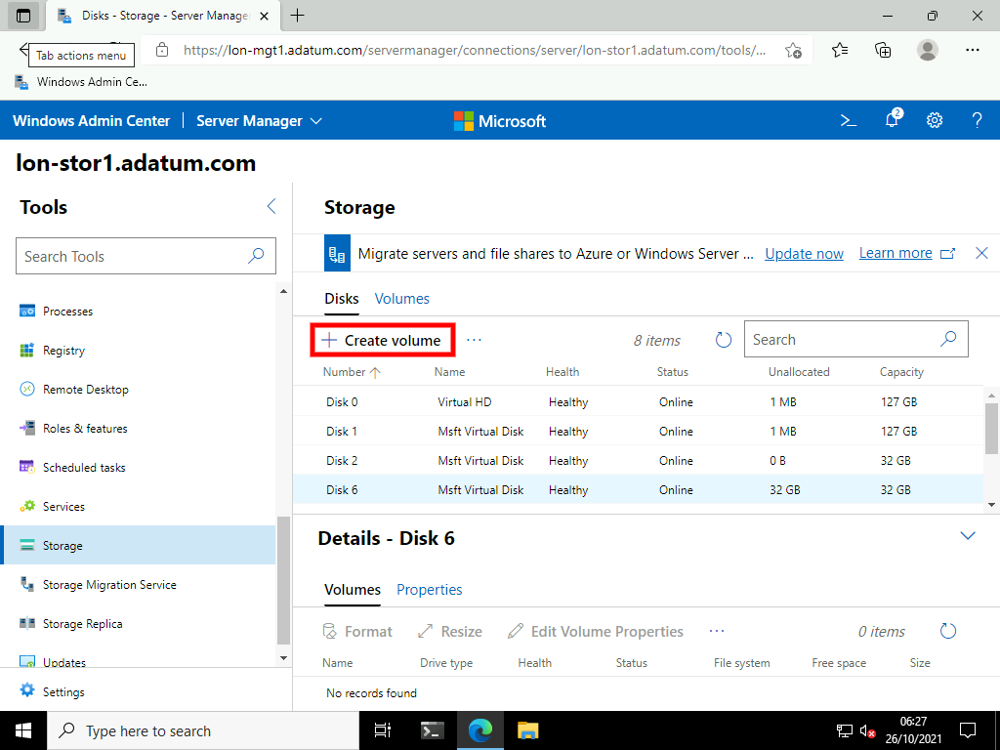 Disks - Storage - Server Manage
Tab actions menu
https://lon-mgt1.adatum.com/servermanager/connections/server/lon-stor1.adatum.com/tools/...
Windows Admin Ce...
Windows Admin Center
Server Manager
Microsoft
2
lon-stor1.adatum.com
Tools
Search Tools
Processes
Registry
Remote Desktop
Roles & features
Scheduled tasks
Services
Storage
Storage Migration Service
Storage Replica
Updates
Settings
Storage
Migrate servers and file shares to Azure or Windows Server ... Update now Learn more
Disks Volumes
Create volume ... 8 items Search
Number Name Health Status Unallocated Capacity
Disk 0 Virtual HD Healthy Online 1 MB 127 GB
Disk 1 Msft Virtual Disk Healthy Online 1 MB 127 GB
Disk 2 Msft Virtual Disk Healthy Online 0 B 32 GB
Disk 6 Msft Virtual Disk Healthy Online 32 GB 32 GB
Details - Disk 6
Volumes Properties
Format Resize Edit Volume Properties ... 0 items
Name Drive type Health Status File system Free space Size
No records found
Type here to search
06:27
26/10/2021